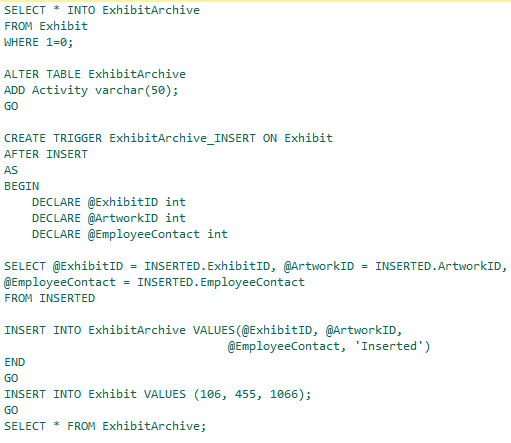 SELECT * INTO ExhibitArchive
FROM Exhibit
WHERE 1=0;
ALTER TABLE ExhibitArchive
ADD Activity varchar(50);
GO
CREATE TRIGGER ExhibitArchive_INSERT ON Exhibit
AFTER INSERT
AS
BEGIN
DECLARE @ExhibitID int
DECLARE @ArtworkID int
DECLARE @EmployeeContact int
SELECT @ExhibitID = INSERTED.ExhibitID, @ArtworkID = INSERTED.ArtworkID,
@EmployeeContact = INSERTED.EmployeeContact
FROM INSERTED
INSERT INTO ExhibitArchive VALUES(@ExhibitID, @ArtworkID,
@EmployeeContact, 'Inserted')
END
GO
INSERT INTO Exhibit VALUES (106, 455, 1066);
GO
SELECT * FROM ExhibitArchive;